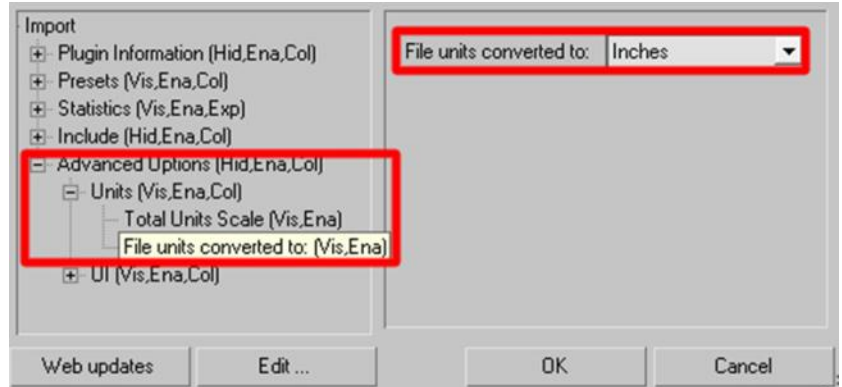 Import
Plugin Information (Hid,Ena,Col)
Presets (Vis,Ena,Col)
Statistics (Vis,Ena,Exp)
Include (Hid,Ena,Col)
Advanced Options (Hid,Ena,Col)
Units (Vis,Ena,Col)
Total Units Scale (Vis,Ena)
File units converted to: (Vis,Ena)
UI (Vis,Ena,Col)
File units converted to: Inches
Web updates
Edit ...
OK
Cancel